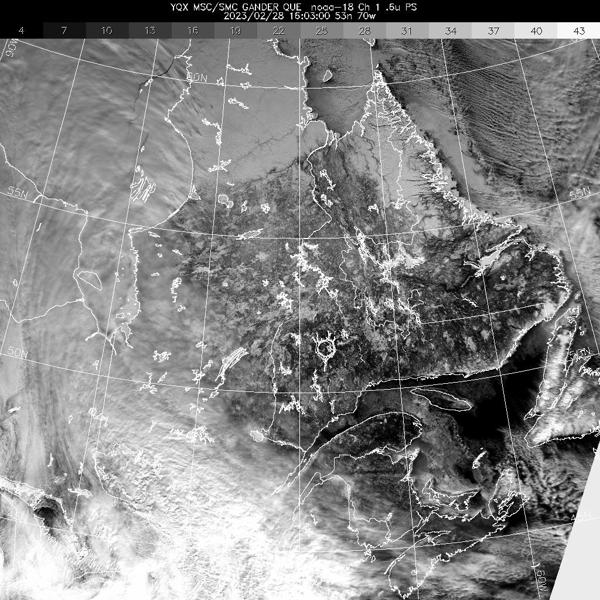 YQX MSC/SMC GANDER QUE noaa-18 Ch 1 .6u PS
2023/02/28 16:03:00 53n 70w
4 7 10 13 16 19 22 25 28 31 34 37 40 43
60N
55N
55N
50N
60W